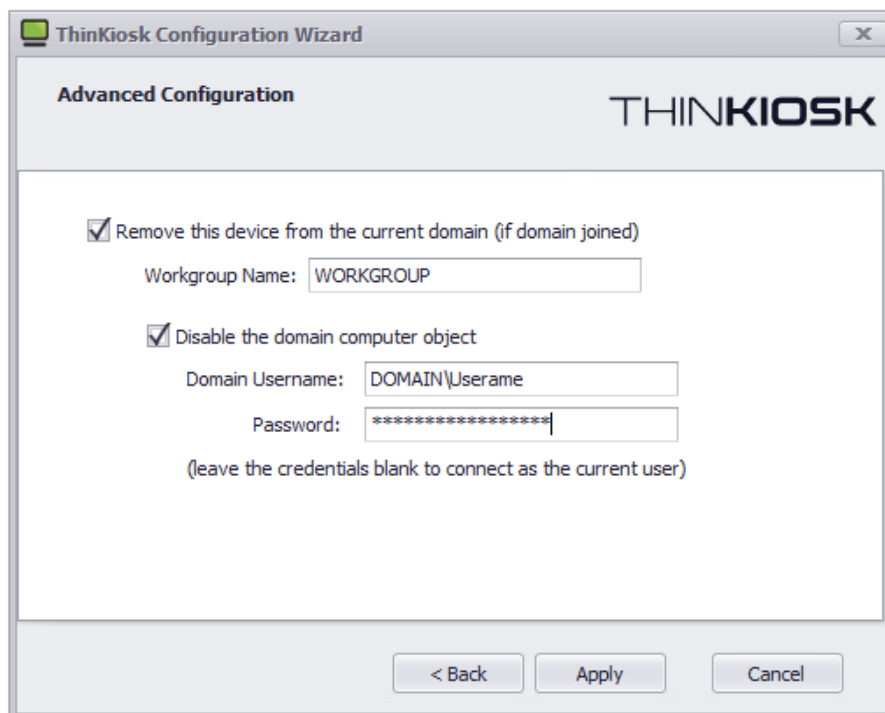 ThinKiosk Configuration Wizard
Advanced Configuration
THINKIOSK
Remove this device from the current domain (if domain joined)
Workgroup Name: WORKGROUP
Disable the domain computer object
Domain Username: DOMAIN\Userame
Password: *****************
(leave the credentials blank to connect as the current user)
< Back Apply Cancel